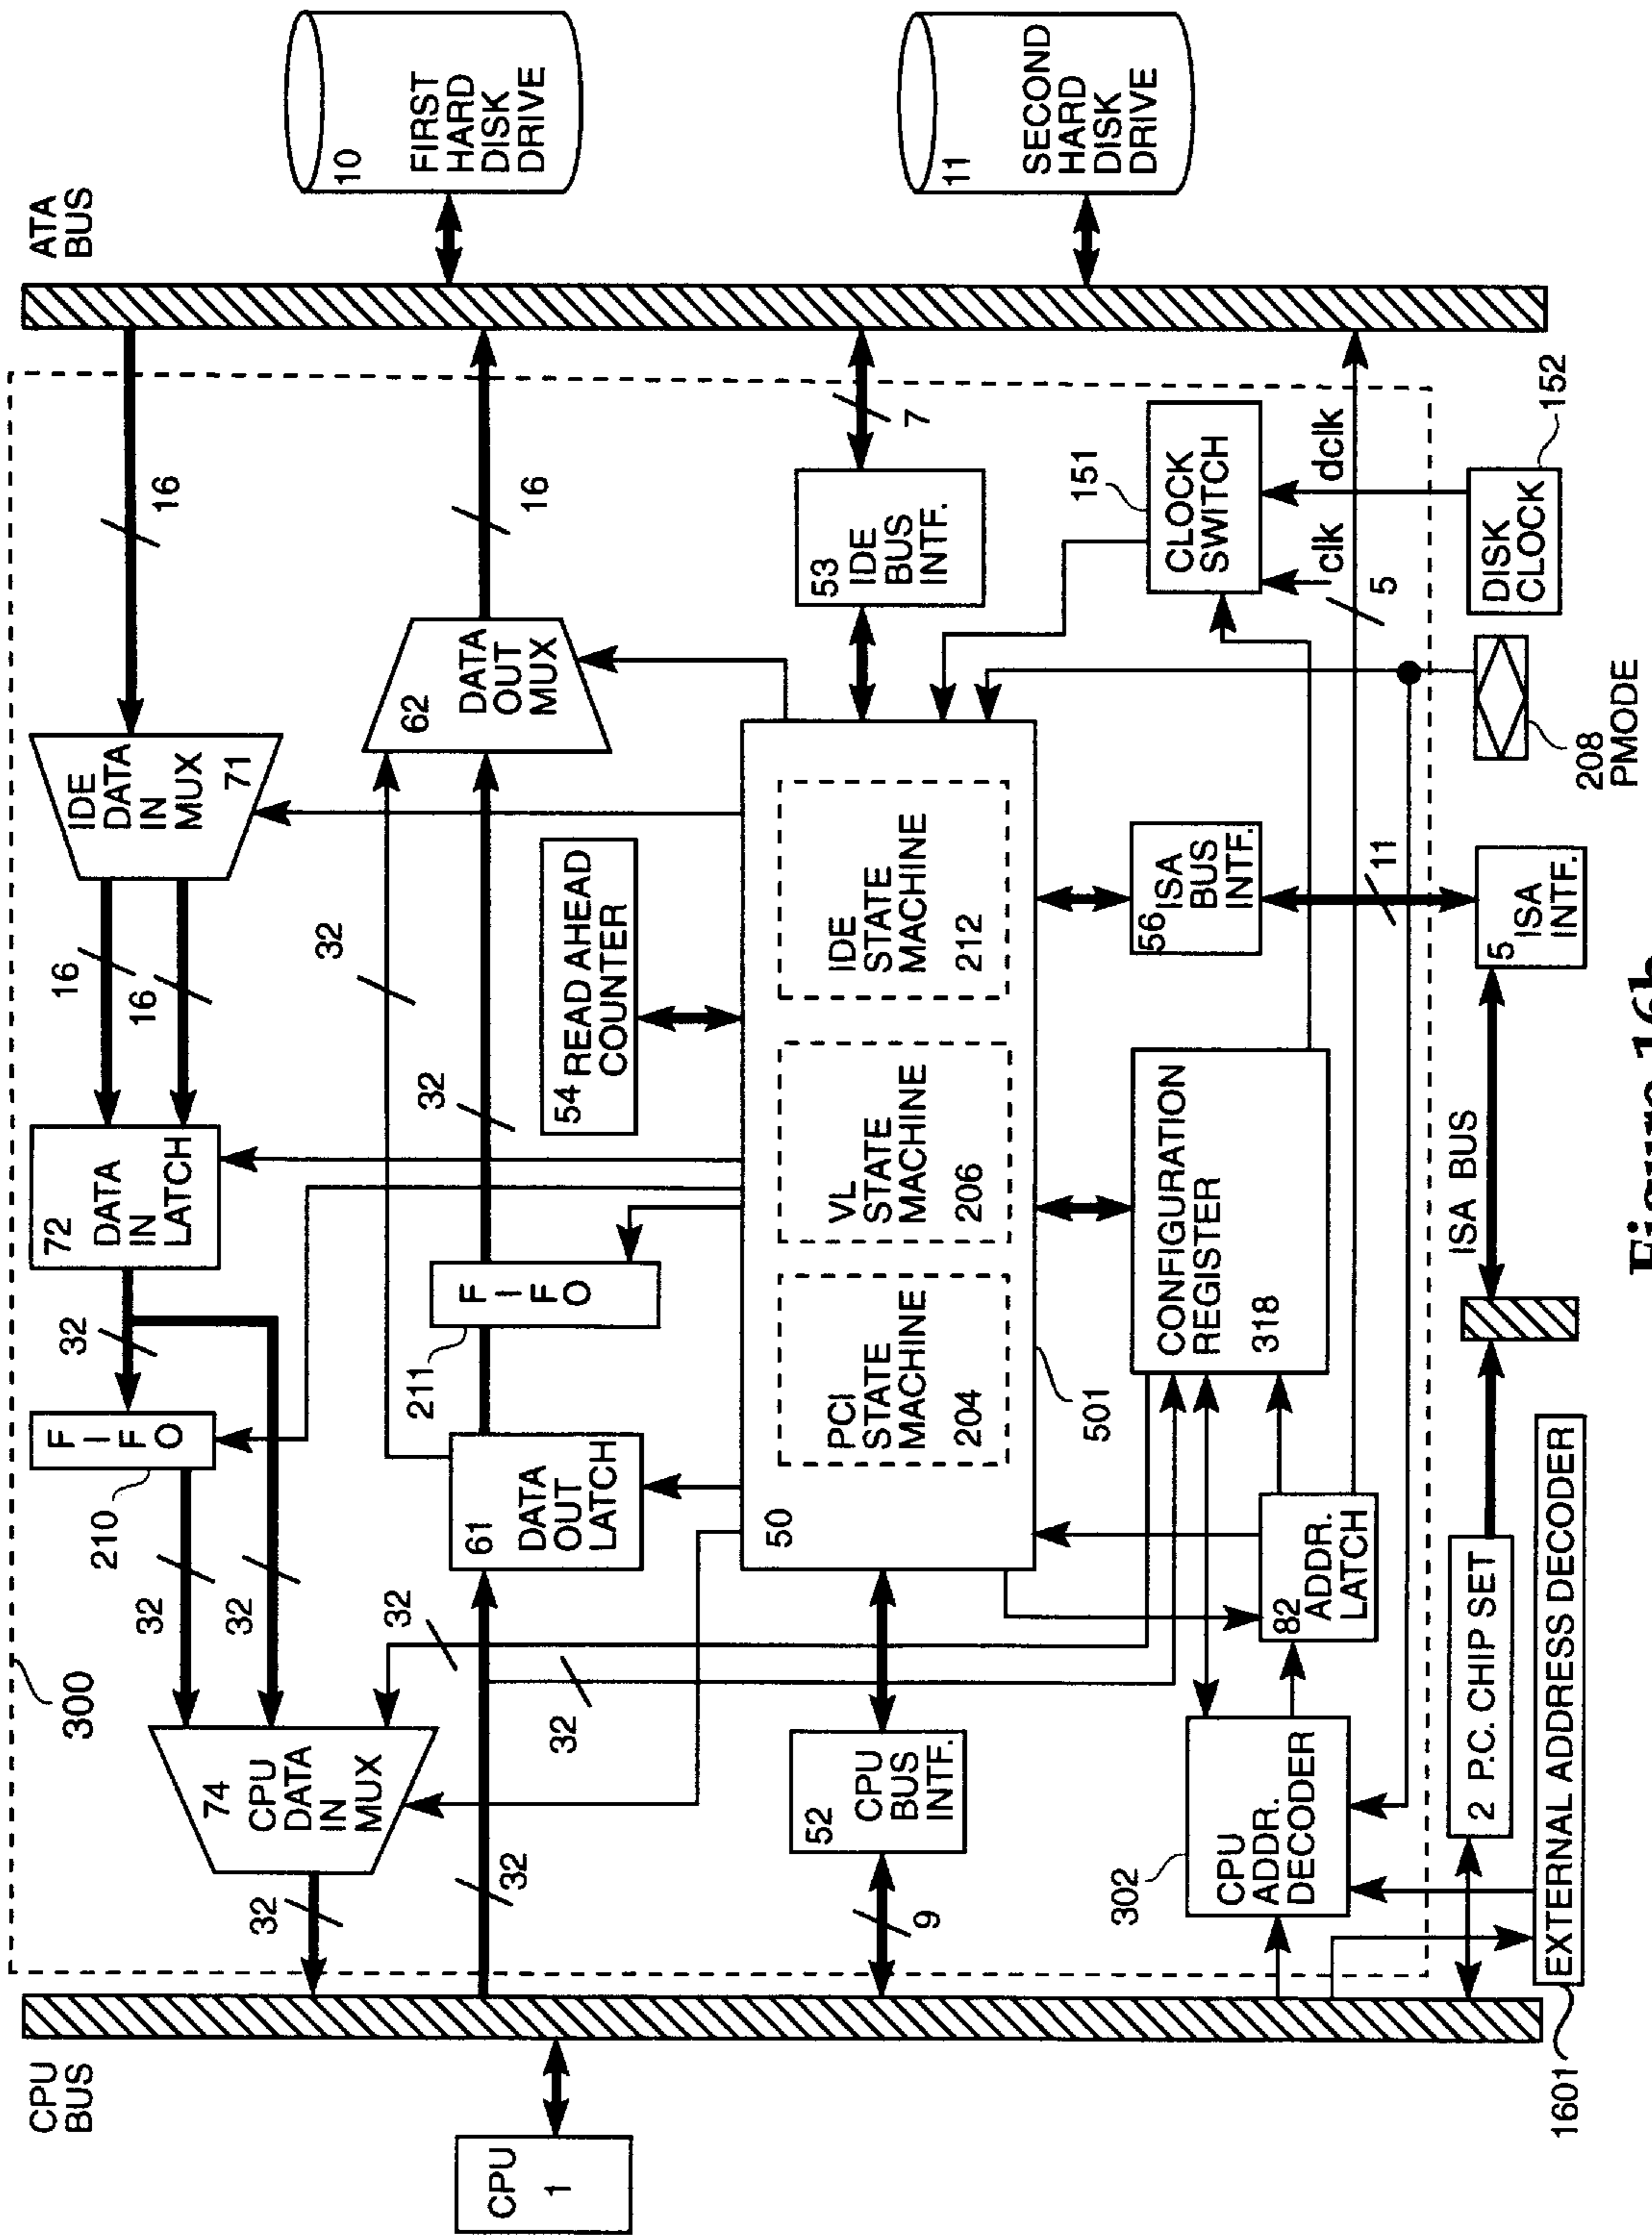 CPU
BUS
ATA
BUS
CPU
1
300
74
CPU
DATA
IN
MUX
32
32
32
210
F
I
F
O
32
72
DATA
IN
LATCH
16
16
IDE
DATA
IN
MUX
71
16
10
FIRST
HARD
DISK
DRIVE
32
32
32
61
DATA
OUT
LATCH
211
F
I
F
O
32
32
62
DATA
OUT
MUX
16
54 READ AHEAD
COUNTER
9
52
CPU
BUS
INTF.
50
PCI
STATE
MACHINE
204
VL
STATE
MACHINE
206
IDE
STATE
MACHINE
212
501
53
IDE
BUS
INTF.
7
11
SECOND
HARD
DISK
DRIVE
302
CPU
ADDR.
DECODER
82
ADDR.
LATCH
CONFIGURATION
REGISTER
318
56
ISA
BUS
INTF.
11
151
CLOCK
SWITCH
clk
dclk
5
2 P.C. CHIP SET
ISA BUS
5
ISA
INTF.
208
PMODE
DISK
CLOCK
152
1601
EXTERNAL ADDRESS DECODER
Figure 16b